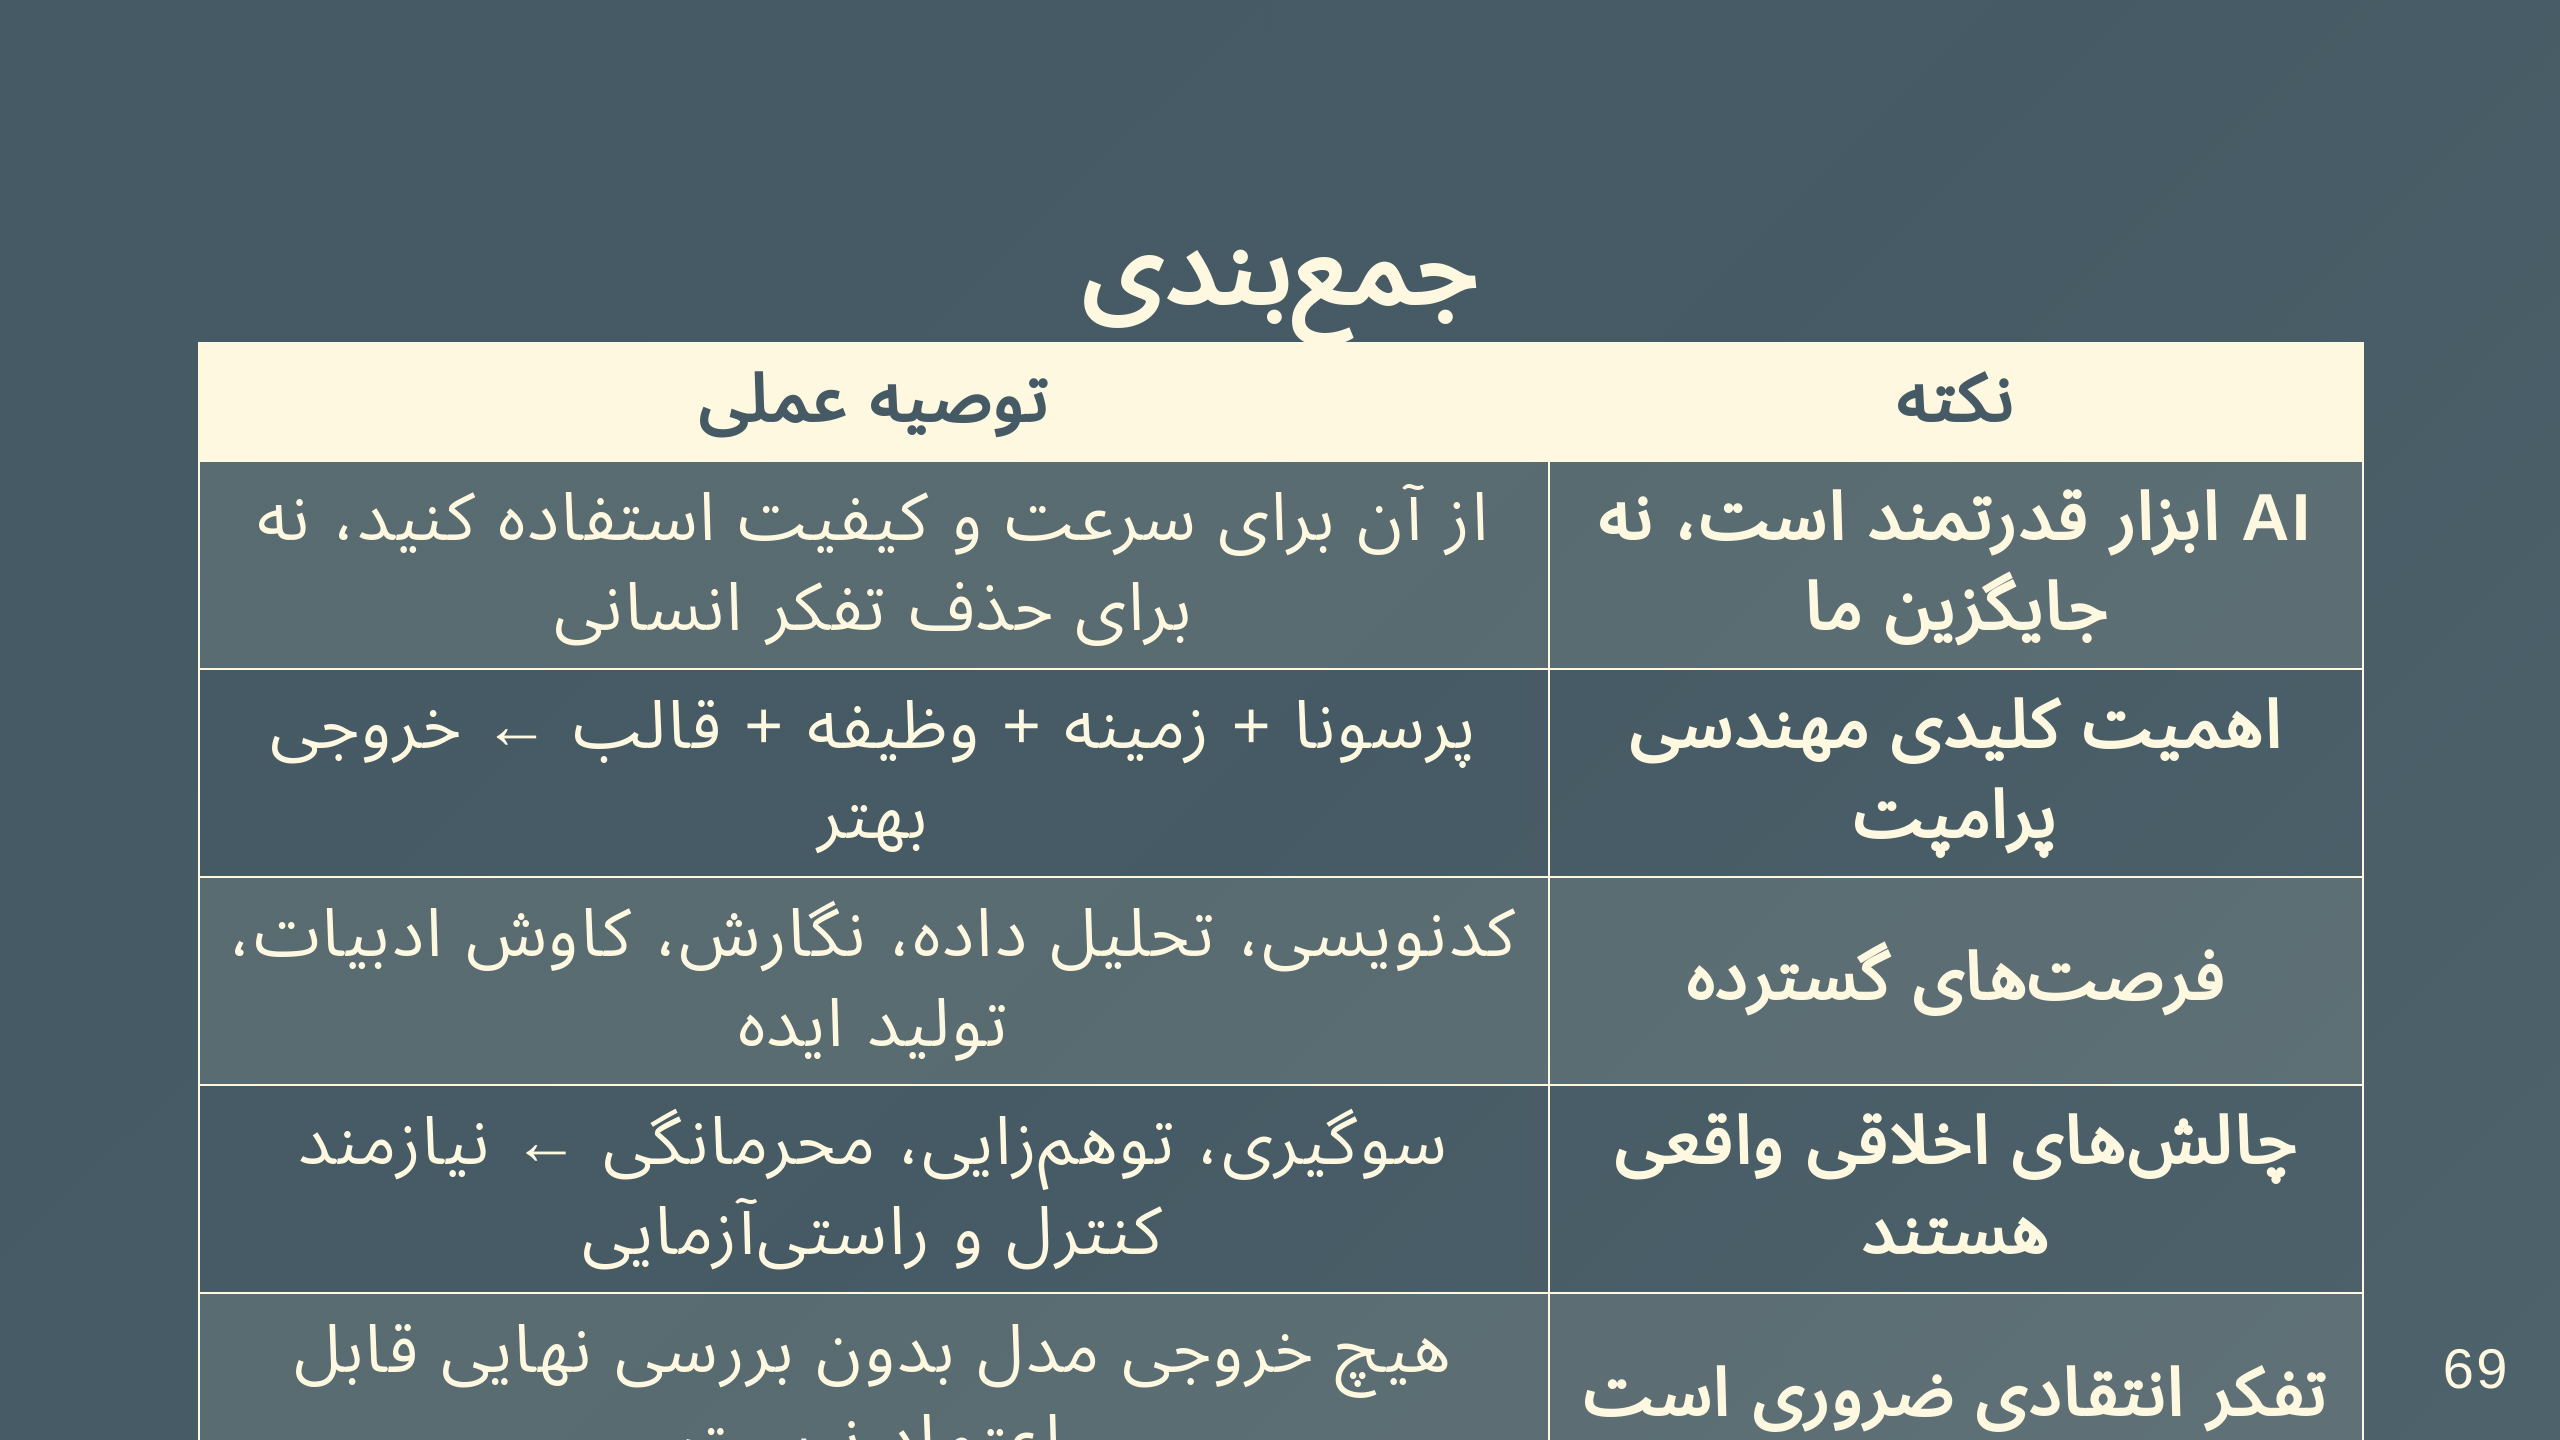 جمع‌بندی
نکته
توصیه عملی
AI ابزار قدرتمند است، نه
جایگزین ما
از آن برای سرعت و کیفیت استفاده کنید، نه
برای حذف تفکر انسانی
اهمیت کلیدی مهندسی
پرامپت
پرسونا + زمینه + وظیفه + قالب ← خروجی
بهتر
فرصت‌های گسترده
کدنویسی، تحلیل داده، نگارش، کاوش ادبیات،
تولید ایده
چالش‌های اخلاقی واقعی
هستند
سوگیری، توهم‌زایی، محرمانگی ← نیازمند
کنترل و راستی‌آزمایی
تفکر انتقادی ضروری است
هیچ خروجی مدل بدون بررسی نهایی قابل
69